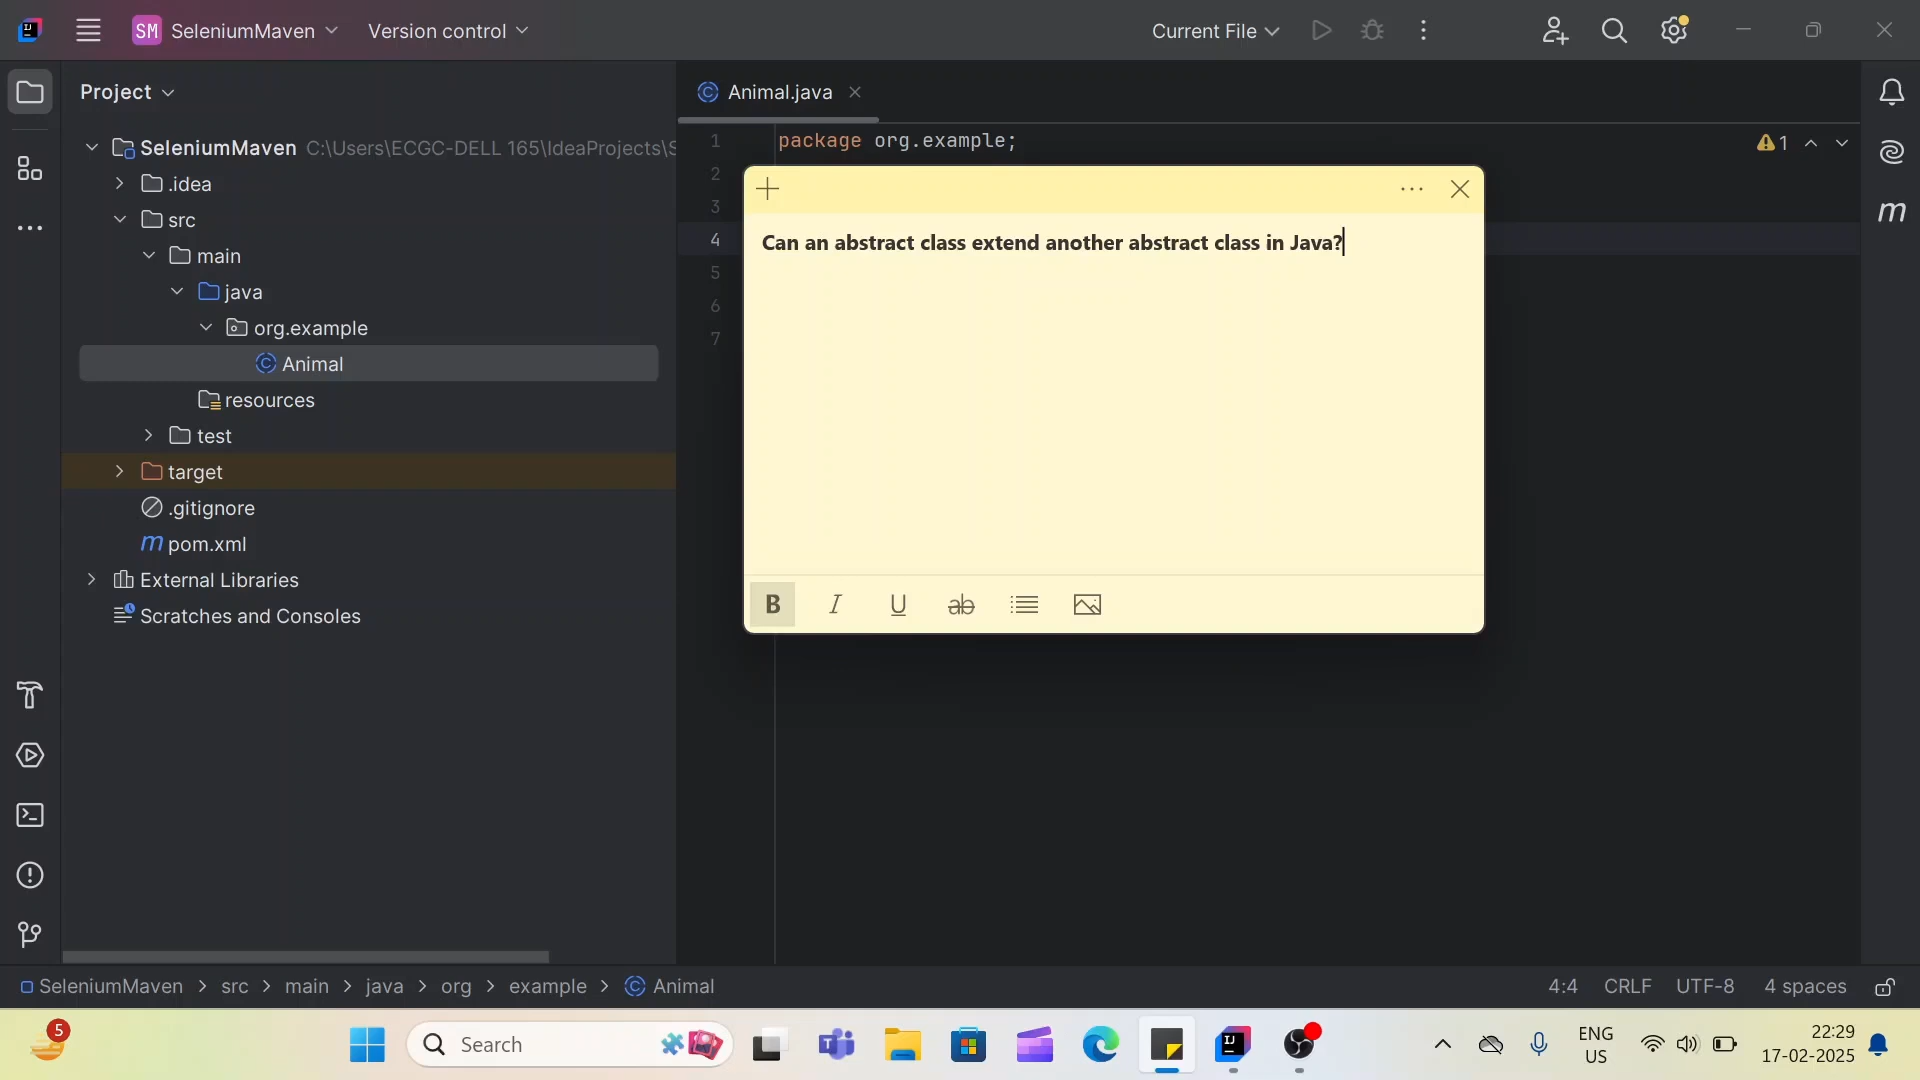 SM SeleniumMaven
Version control
Current File
Project
SeleniumMaven C:\Users\ECGC-DELL 165\IdeaProjects\S
.idea
src
main
java
org.example
Animal
resources
test
target
.gitignore
pom.xml
External Libraries
Scratches and Consoles
Animal.java
1 package org.example;
2
3
4
5
6
7
1
Can an abstract class extend another abstract class in Java?
B I U ab
m
SeleniumMaven > src > main > java > org > example > Animal
4:4 CRLF UTF-8 4 spaces
5
Search
ENG
US
22:29
17-02-2025